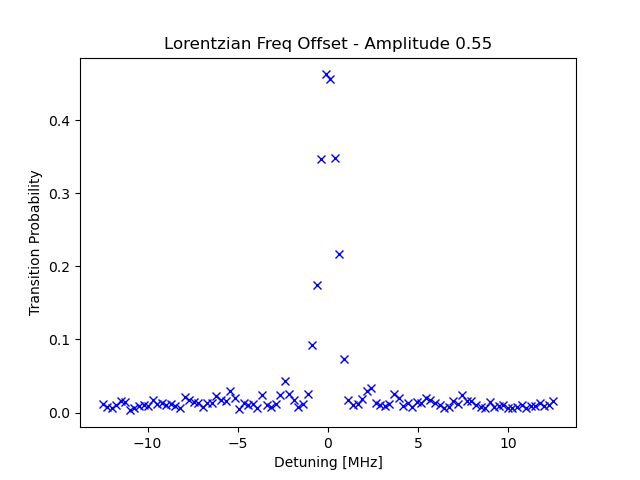 Lorentzian Freq Offset - Amplitude 0.55
Transition Probability
0.4
0.3
0.2
0.1
0.0
−10 −5 0 5 10
Detuning [MHz]